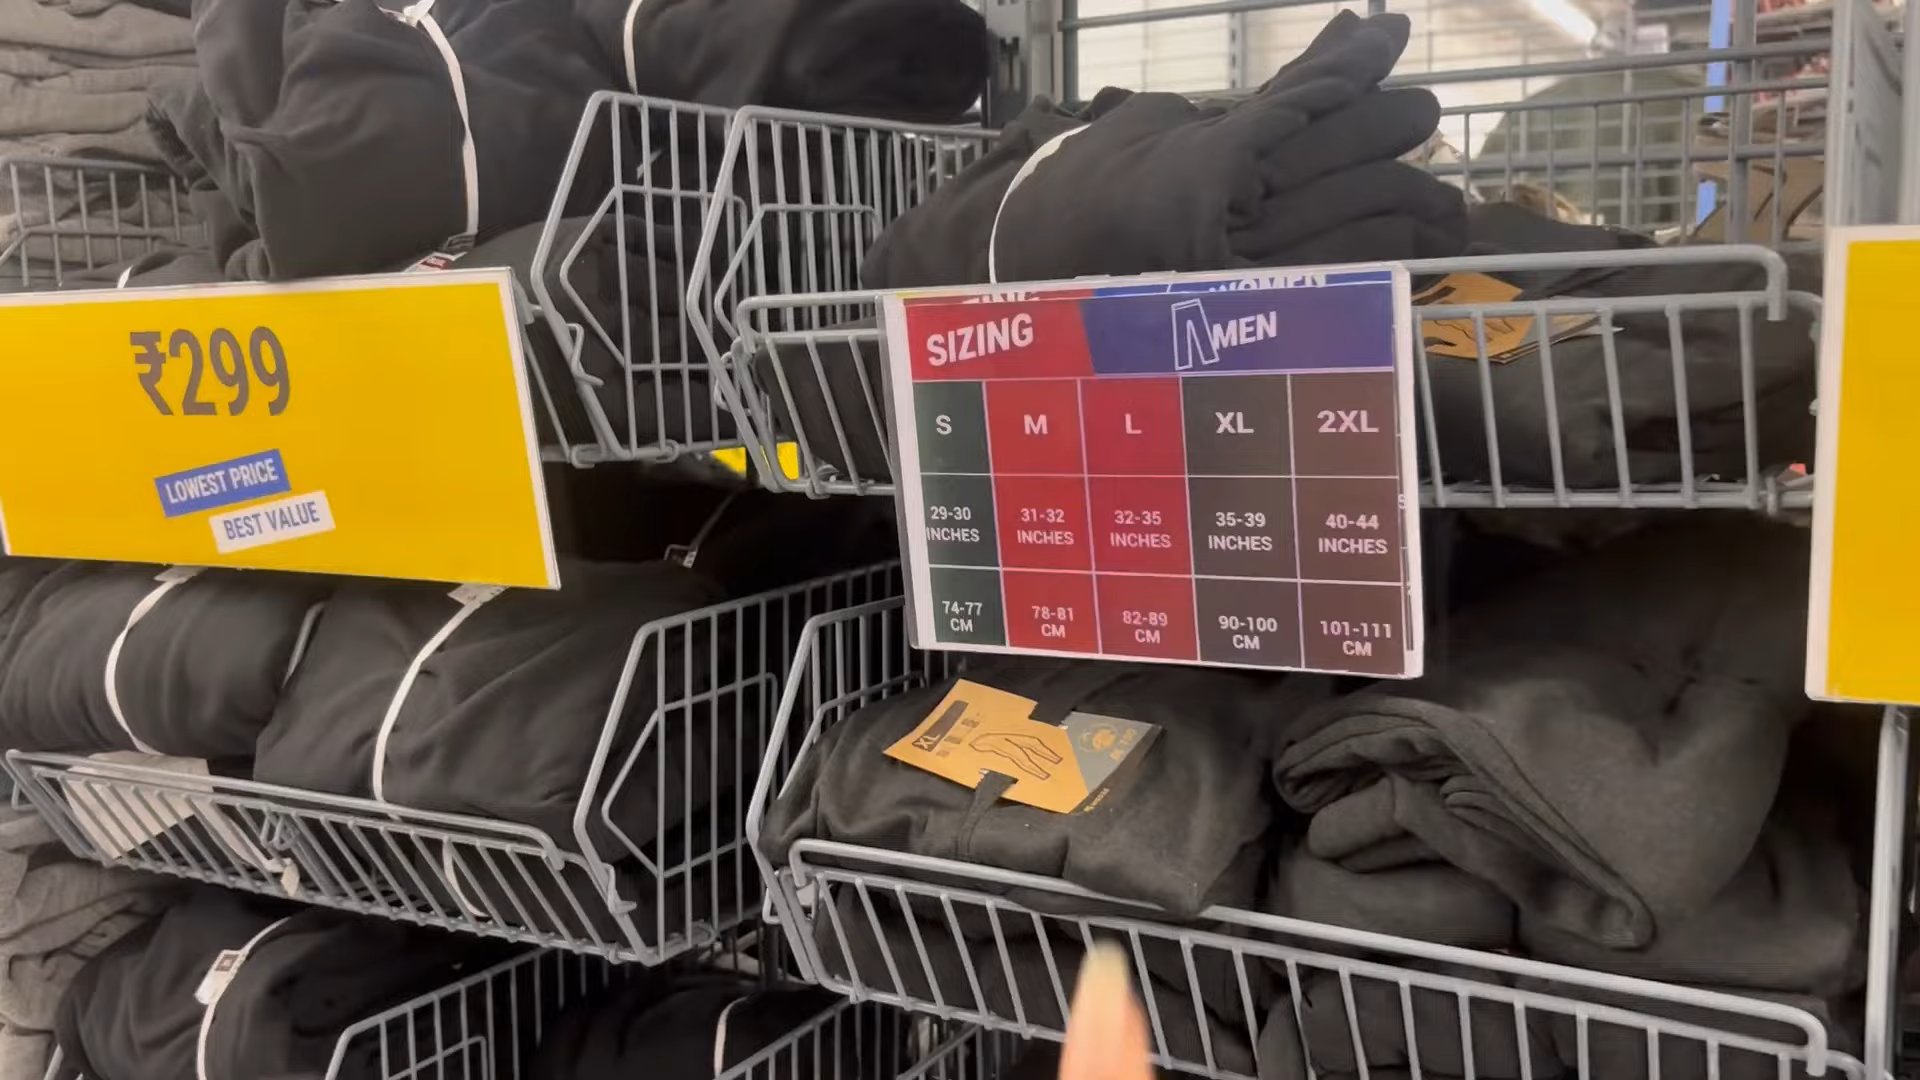 ₹299
LOWEST PRICE
BEST VALUE
WOMEN
SIZING
MEN
S M L XL 2XL
29-30 INCHES 31-32 INCHES 32-35 INCHES 35-39 INCHES 40-44 INCHES
74-77 CM 78-81 CM 82-89 CM 90-100 CM 101-111 CM
XL